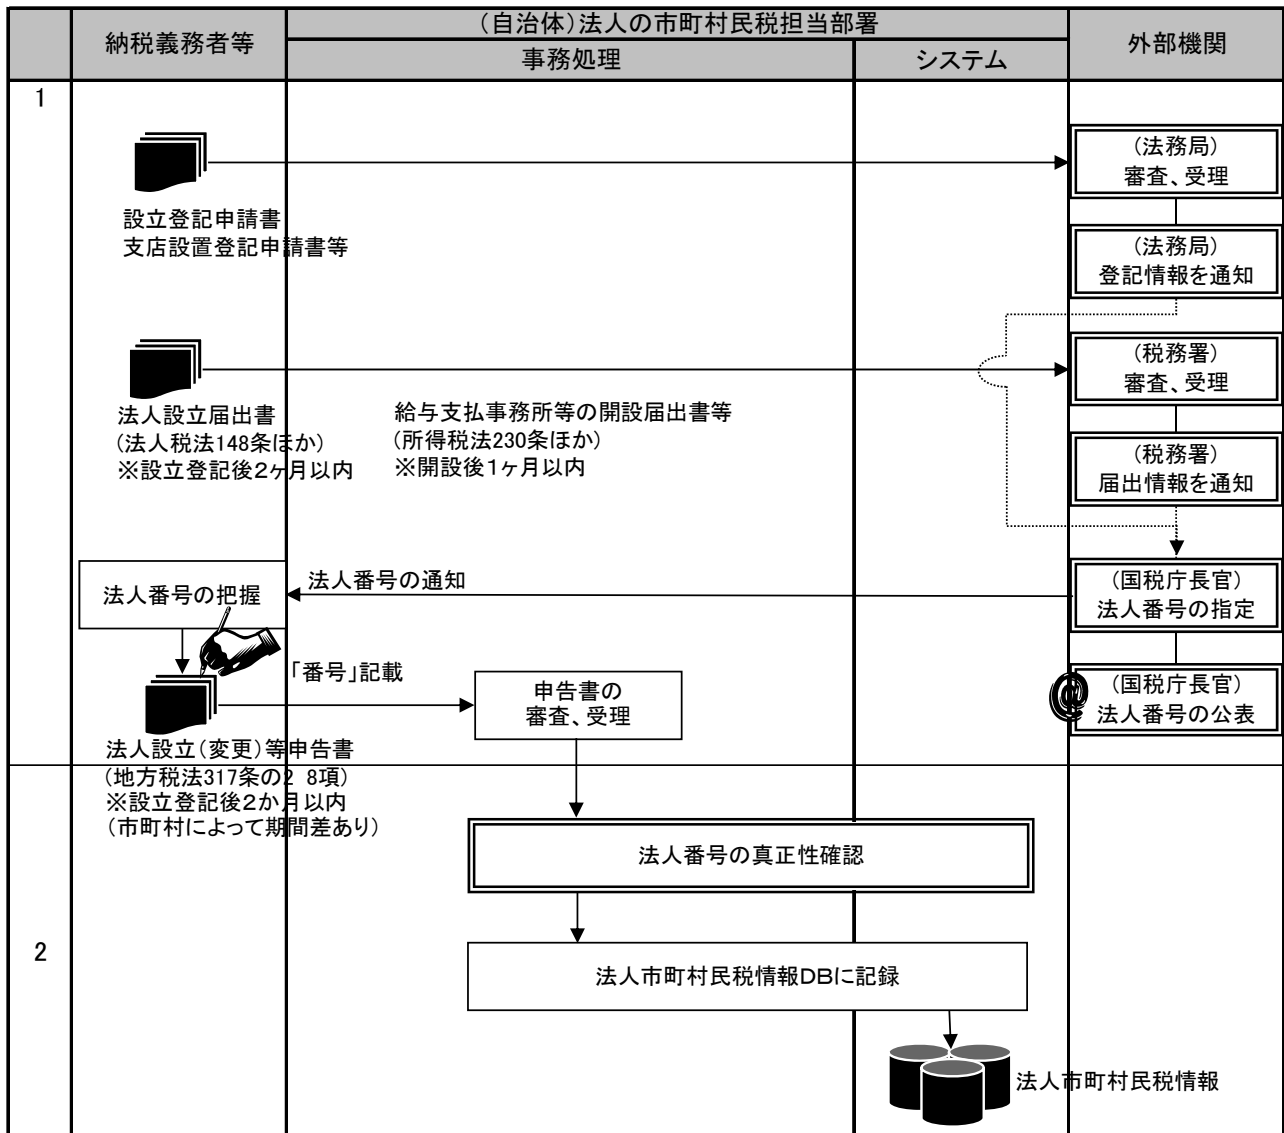 納税義務者等
(自治体)法人の市町村民税担当部署
外部機関
事務処理
システム
1
(法務局)
審査、受理
設立登記申請書
支店設置登記申請書等
(法務局)
登記情報を通知
(税務署)
審査、受理
法人設立届出書
(法人税法148条ほか)
※設立登記後2ヶ月以内
給与支払事務所等の開設届出書等
(所得税法230条ほか)
※開設後1ヶ月以内
(税務署)
届出情報を通知
法人番号の把握
法人番号の通知
(国税庁長官)
法人番号の指定
「番号」記載
申告書の
審査、受理
@
(国税庁長官)
法人番号の公表
法人設立(変更)等申告書
(地方税法317条の2 8項)
※設立登記後2か月以内
(市町村によって期間差あり)
2
法人番号の真正性確認
法人市町村民税情報DBに記録
法人市町村民税情報